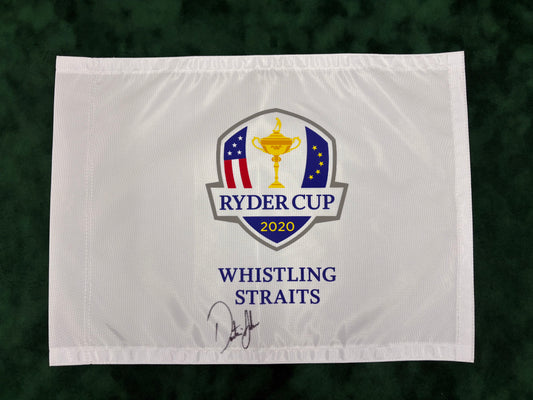 RYDER CUP
2020
WHISTLING
STRAITS